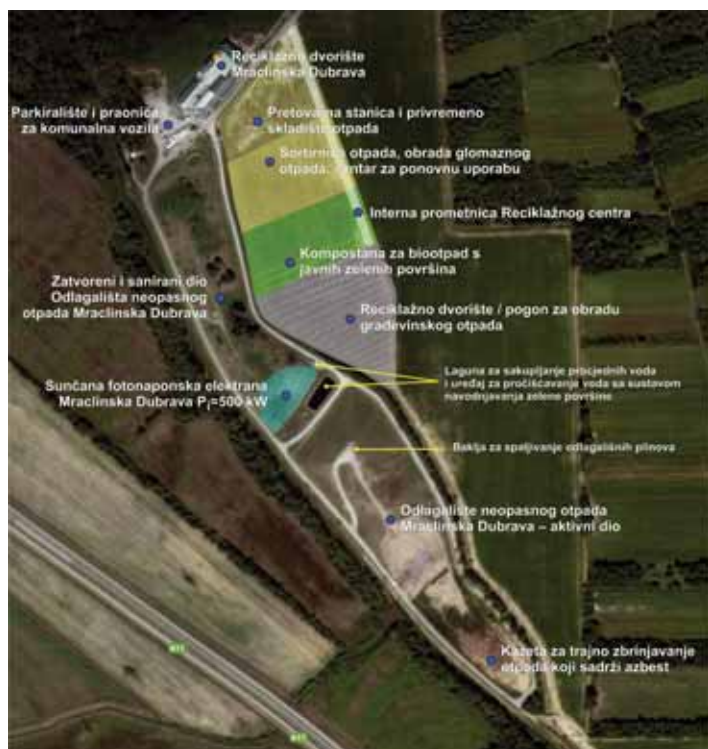 Reciklažno dvorište
Mraclinska Dubrava
Parkiralište i praonica
za komunalna vozila
Pretovarna stanica i privremeno
skladište otpada
Sortirnica otpada, obrada glomaznog
otpada, centar za ponovnu uporabu
Interna prometnica Reciklažnog centra
Kompostana za biootpad s
javnih zelenih površina
Zatvoreni i sanirani dio
Odlagališta neopasnog
otpada Mraclinska Dubrava
Reciklažno dvorište / pogon za obradu
građevinskog otpada
Laguna za sakupljanje procjednih voda
i uređaj za pročišćavanje voda sa sustavom
navodnjavanja zelene površine
Sunčana fotonaponska elektrana
Mraclinska Dubrava Pi=500 kW
Baklja za spaljivanje odlagališnih plinova
Odlagalište neopasnog otpada
Mraclinska Dubrava – aktivni dio
Kazeta za trajno zbrinjavanje
otpada koji sadrži azbest